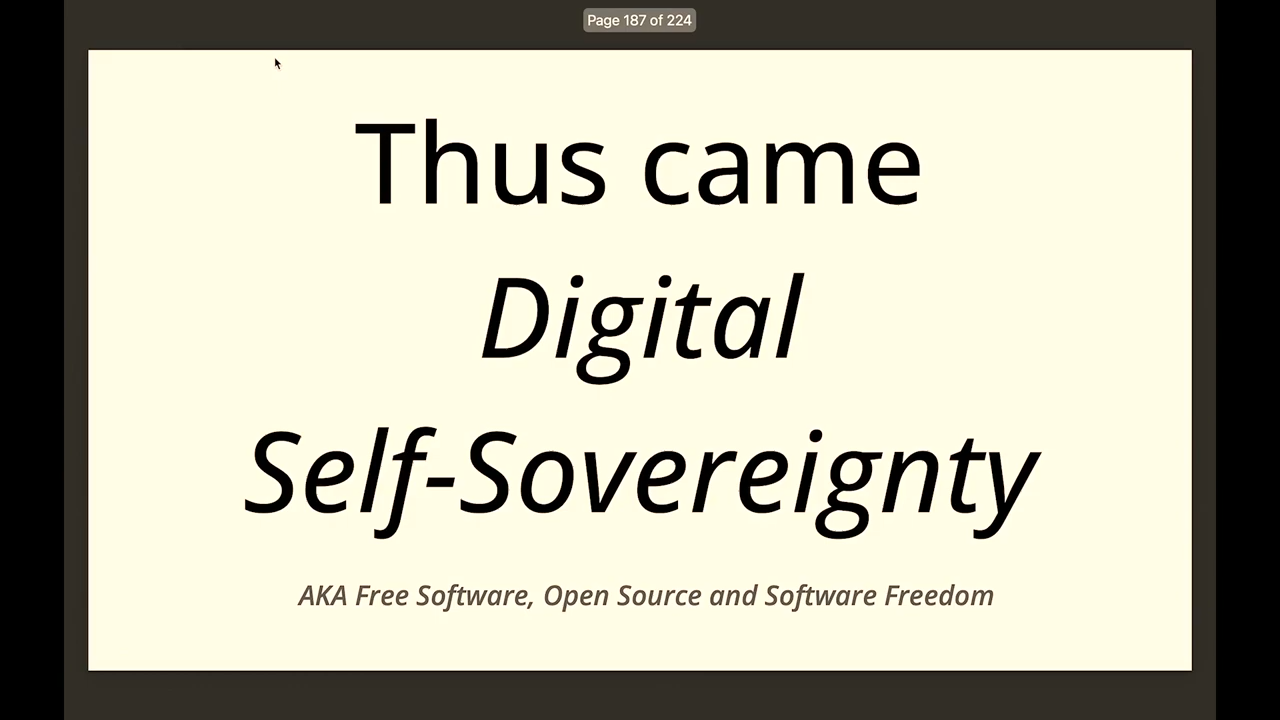 Page 187 of 224
Thus came
Digital
Self-Sovereignty
AKA Free Software, Open Source and Software Freedom